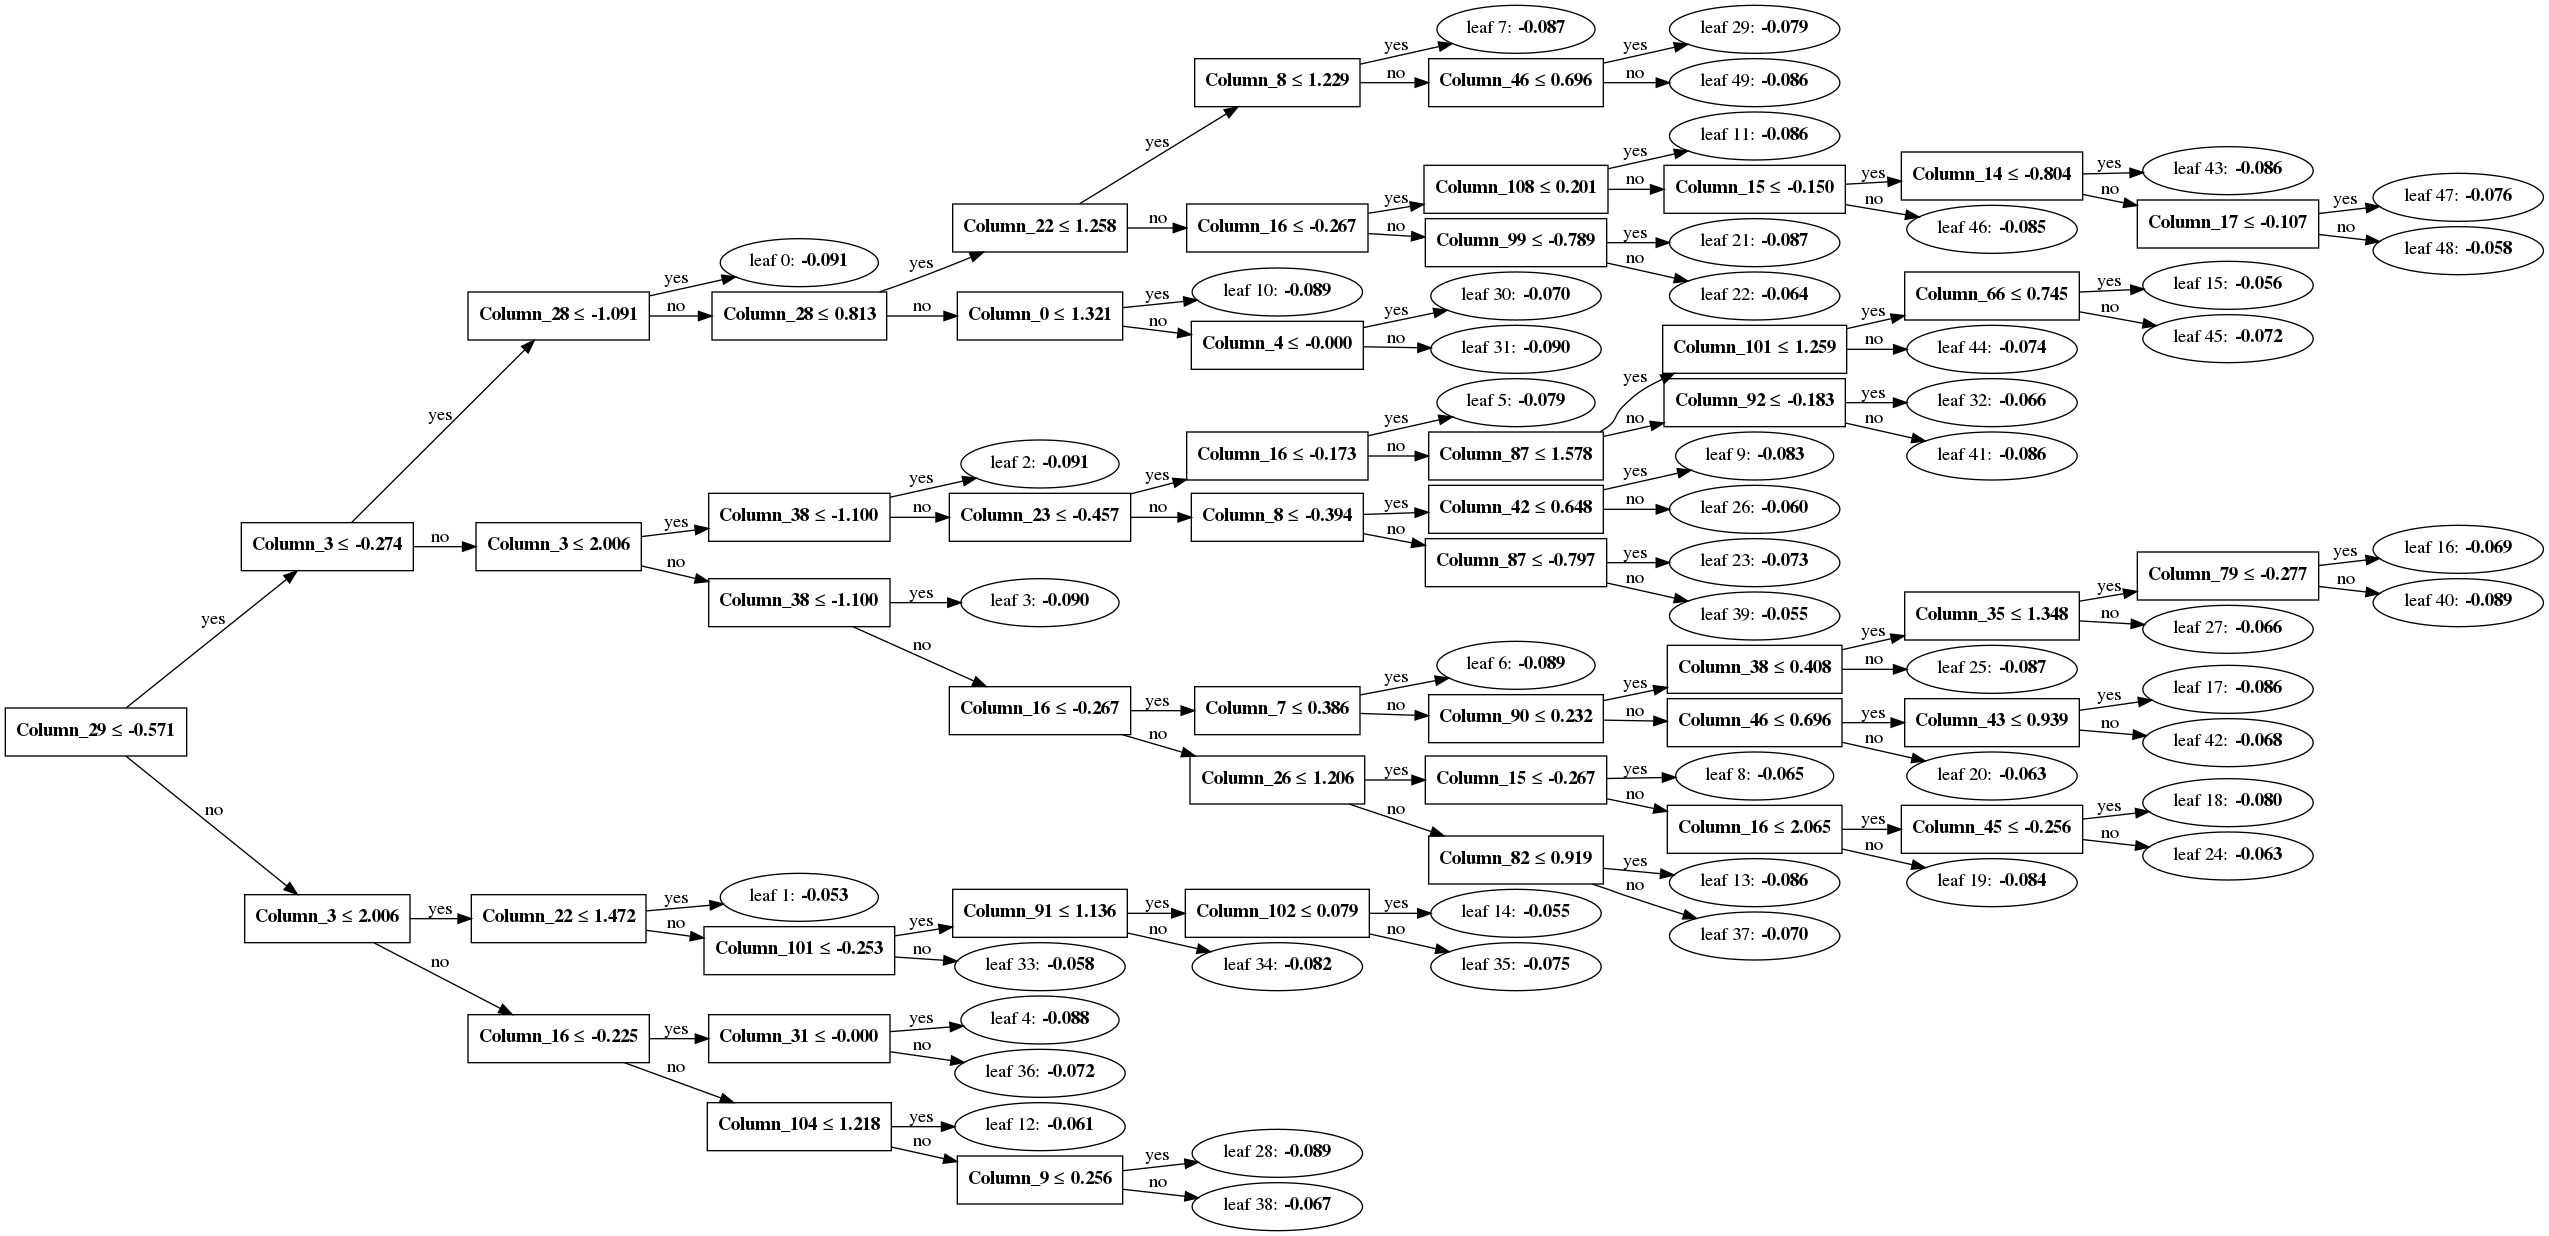 Column_29 ≤ -0.571
yes
no
Column_3 ≤ -0.274
yes
no
Column_28 ≤ -1.091
yes
no
leaf 0: -0.091
Column_28 ≤ 0.813
yes
no
Column_22 ≤ 1.258
yes
no
Column_8 ≤ 1.229
yes
no
leaf 7: -0.087
Column_46 ≤ 0.696
yes
no
leaf 29: -0.079
leaf 49: -0.086
Column_16 ≤ -0.267
yes
no
Column_108 ≤ 0.201
yes
no
leaf 11: -0.086
Column_15 ≤ -0.150
yes
no
Column_14 ≤ -0.804
yes
no
leaf 43: -0.086
Column_17 ≤ -0.107
yes
no
leaf 47: -0.076
leaf 48: -0.058
leaf 46: -0.085
Column_99 ≤ -0.789
yes
no
leaf 21: -0.087
leaf 22: -0.064
Column_0 ≤ 1.321
yes
no
leaf 10: -0.089
Column_4 ≤ -0.000
yes
no
leaf 30: -0.070
leaf 31: -0.090
Column_3 ≤ 2.006
yes
no
Column_38 ≤ -1.100
yes
no
leaf 2: -0.091
Column_23 ≤ -0.457
yes
no
Column_16 ≤ -0.173
yes
no
leaf 5: -0.079
Column_87 ≤ 1.578
yes
no
Column_101 ≤ 1.259
yes
no
Column_66 ≤ 0.745
yes
no
leaf 15: -0.056
leaf 45: -0.072
leaf 44: -0.074
Column_92 ≤ -0.183
yes
no
leaf 32: -0.066
leaf 41: -0.086
Column_8 ≤ -0.394
yes
no
Column_42 ≤ 0.648
yes
no
leaf 9: -0.083
leaf 26: -0.060
Column_87 ≤ -0.797
yes
no
leaf 23: -0.073
leaf 39: -0.055
Column_38 ≤ -1.100
yes
no
leaf 3: -0.090
Column_16 ≤ -0.267
yes
no
Column_7 ≤ 0.386
yes
no
leaf 6: -0.089
Column_90 ≤ 0.232
yes
no
Column_38 ≤ 0.408
yes
no
Column_35 ≤ 1.348
yes
no
Column_79 ≤ -0.277
yes
no
leaf 16: -0.069
leaf 40: -0.089
leaf 27: -0.066
leaf 25: -0.087
Column_46 ≤ 0.696
yes
no
Column_43 ≤ 0.939
yes
no
leaf 17: -0.086
leaf 42: -0.068
leaf 20: -0.063
Column_26 ≤ 1.206
yes
no
Column_15 ≤ -0.267
yes
no
leaf 8: -0.065
Column_16 ≤ 2.065
yes
no
Column_45 ≤ -0.256
yes
no
leaf 18: -0.080
leaf 24: -0.063
leaf 19: -0.084
Column_82 ≤ 0.919
yes
no
leaf 13: -0.086
leaf 37: -0.070
Column_3 ≤ 2.006
yes
no
Column_22 ≤ 1.472
yes
no
leaf 1: -0.053
Column_101 ≤ -0.253
yes
no
Column_91 ≤ 1.136
yes
no
Column_102 ≤ 0.079
yes
no
leaf 14: -0.055
leaf 35: -0.075
leaf 34: -0.082
leaf 33: -0.058
Column_16 ≤ -0.225
yes
no
Column_31 ≤ -0.000
yes
no
leaf 4: -0.088
leaf 36: -0.072
Column_104 ≤ 1.218
yes
no
leaf 12: -0.061
Column_9 ≤ 0.256
yes
no
leaf 28: -0.089
leaf 38: -0.067